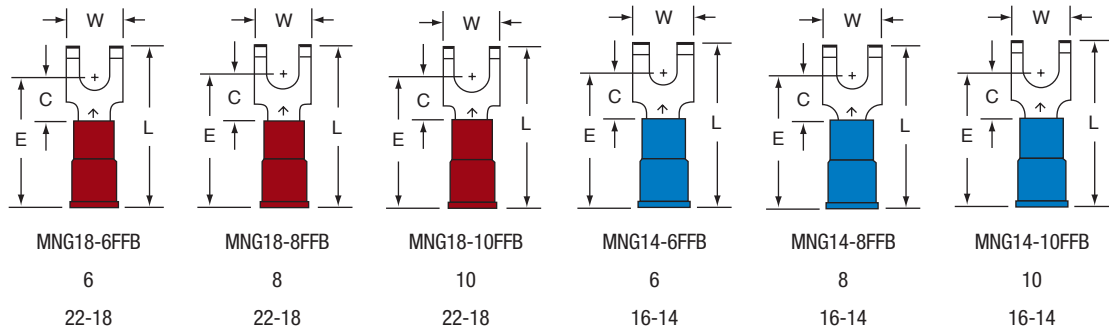 W W W W W W
C C C C C C
E E E E E E
L L L L L L
MNG18-6FFB MNG18-8FFB MNG18-10FFB MNG14-6FFB MNG14-8FFB MNG14-10FFB
6 8 10 6 8 10
22-18 22-18 22-18 16-14 16-14 16-14